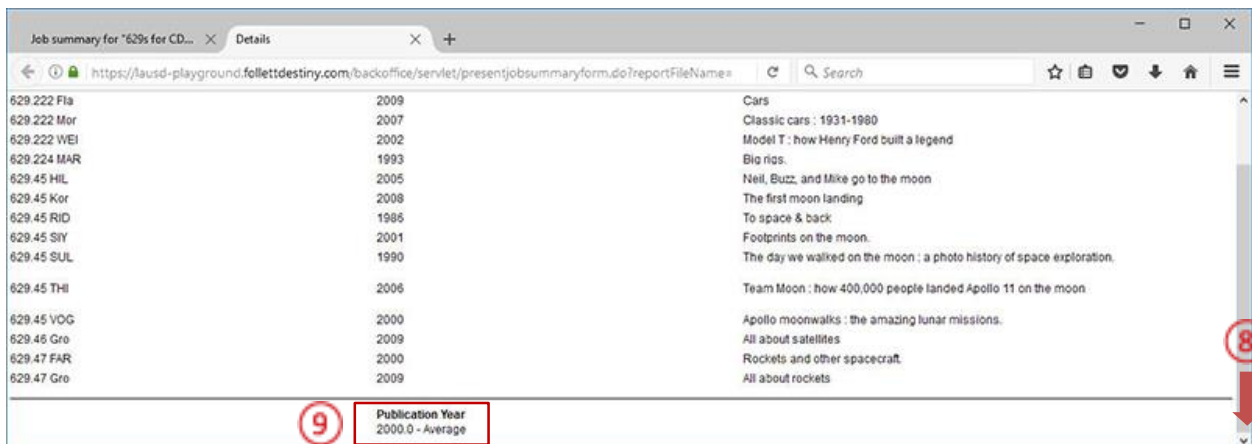 Job summary for "629s for CD... × Details × +
https://lausd-playground.follettdestiny.com/backoffice/servlet/presentjobsummaryform.do?reportFileName= Search
629.222 Fla 2009 Cars
629.222 Mor 2007 Classic cars : 1931-1980
629.222 WEI 2002 Model T : how Henry Ford built a legend
629.224 MAR 1993 Big rigs.
629.45 HIL 2005 Neil, Buzz, and Mike go to the moon
629.45 Kor 2008 The first moon landing
629.45 RID 1986 To space & back
629.45 SIY 2001 Footprints on the moon.
629.45 SUL 1990 The day we walked on the moon : a photo history of space exploration.
629.45 THI 2006 Team Moon : how 400,000 people landed Apollo 11 on the moon
629.45 VOG 2000 Apollo moonwalks : the amazing lunar missions.
629.46 Gro 2009 All about satellites
629.47 FAR 2000 Rockets and other spacecraft.
629.47 Gro 2009 All about rockets
8
9 Publication Year
2000.0 - Average